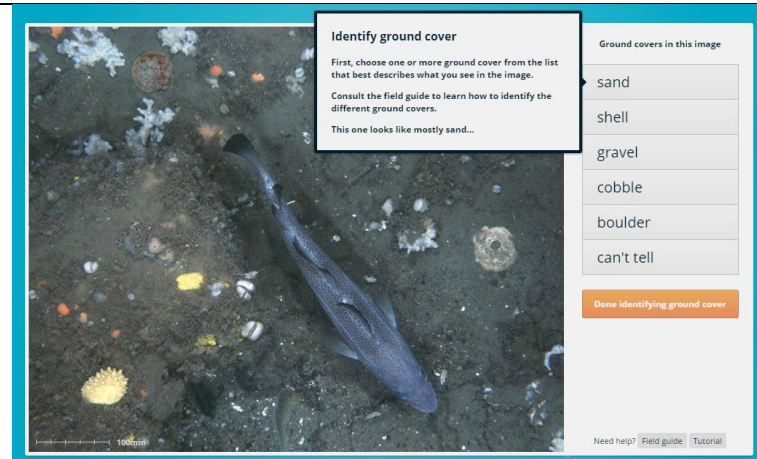 Identify ground cover
First, choose one or more ground cover from the list
that best describes what you see in the image.
Consult the field guide to learn how to identify the
different ground covers.
This one looks like mostly sand...
Ground covers in this image
sand
shell
gravel
cobble
boulder
can't tell
Done identifying ground cover
100mm
Need help? Field guide Tutorial